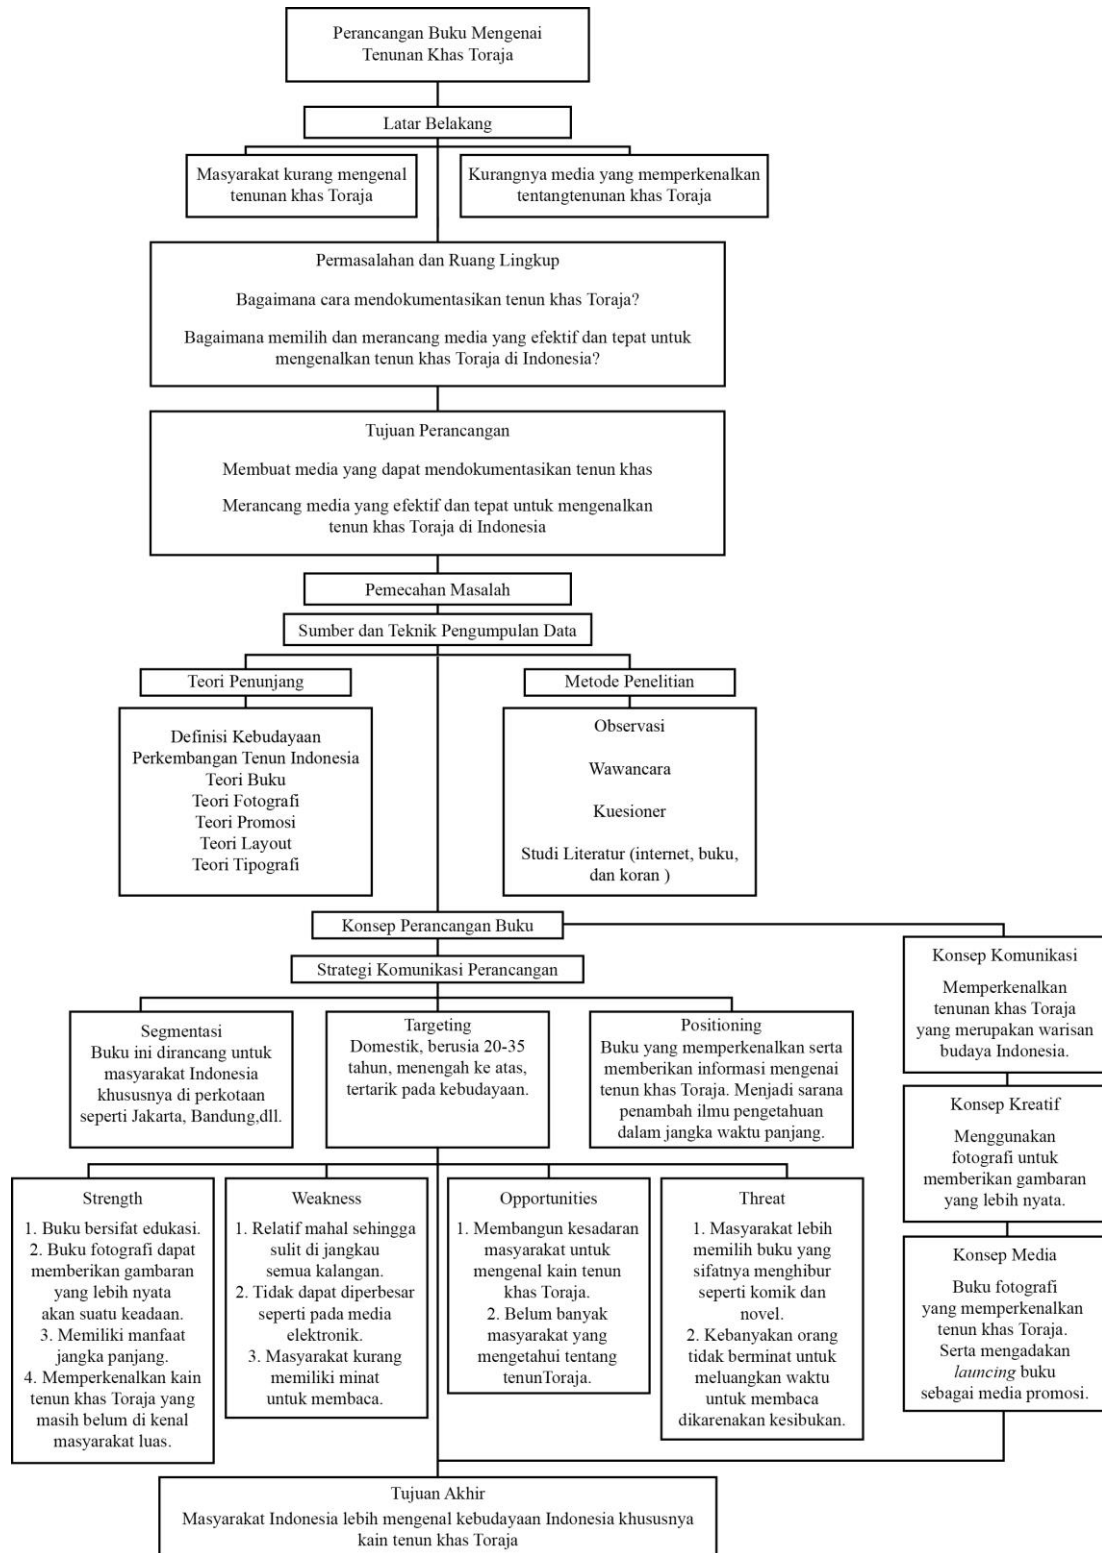 Perancangan Buku Mengenai
Tenunan Khas Toraja
Latar Belakang
Masyarakat kurang mengenal
tenunan khas Toraja
Kurangnya media yang memperkenalkan
tentangtenunan khas Toraja
Permasalahan dan Ruang Lingkup
Bagaimana cara mendokumentasikan tenun khas Toraja?
Bagaimana memilih dan merancang media yang efektif dan tepat untuk
mengenalkan tenun khas Toraja di Indonesia?
Tujuan Perancangan
Membuat media yang dapat mendokumentasikan tenun khas
Merancang media yang efektif dan tepat untuk mengenalkan
tenun khas Toraja di Indonesia
Pemecahan Masalah
Sumber dan Teknik Pengumpulan Data
Teori Penunjang
Definisi Kebudayaan
Perkembangan Tenun Indonesia
Teori Buku
Teori Fotografi
Teori Promosi
Teori Layout
Teori Tipografi
Metode Penelitian
Observasi
Wawancara
Kuesioner
Studi Literatur (internet, buku,
dan koran )
Konsep Perancangan Buku
Strategi Komunikasi Perancangan
Segmentasi
Buku ini dirancang untuk
masyarakat Indonesia
khususnya di perkotaan
seperti Jakarta, Bandung,dll.
Targeting
Domestik, berusia 20-35
tahun, menengah ke atas,
tertarik pada kebudayaan.
Positioning
Buku yang memperkenalkan serta
memberikan informasi mengenai
tenun khas Toraja. Menjadi sarana
penambah ilmu pengetahuan
dalam jangka waktu panjang.
Konsep Komunikasi
Memperkenalkan
tenunan khas Toraja
yang merupakan warisan
budaya Indonesia.
Konsep Kreatif
Menggunakan
fotografi untuk
memberikan gambaran
yang lebih nyata.
Konsep Media
Buku fotografi
yang memperkenalkan
tenun khas Toraja.
Serta mengadakan
launcing buku
sebagai media promosi.
Strength
1. Buku bersifat edukasi.
2. Buku fotografi dapat
memberikan gambaran
yang lebih nyata
akan suatu keadaan.
3. Memiliki manfaat
jangka panjang.
4. Memperkenalkan kain
tenun khas Toraja yang
masih belum di kenal
masyarakat luas.
Weakness
1. Relatif mahal sehingga
sulit di jangkau
semua kalangan.
2. Tidak dapat diperbesar
seperti pada media
elektronik.
3. Masyarakat kurang
memiliki minat
untuk membaca.
Opportunities
1. Membangun kesadaran
masyarakat untuk
mengenal kain tenun
khas Toraja.
2. Belum banyak
masyarakat yang
mengetahui tentang
tenunToraja.
Threat
1. Masyarakat lebih
memilih buku yang
sifatnya menghibur
seperti komik dan
novel.
2. Kebanyakan orang
tidak berminat untuk
meluangkan waktu
untuk membaca
dikarenakan kesibukan.
Tujuan Akhir
Masyarakat Indonesia lebih mengenal kebudayaan Indonesia khususnya
kain tenun khas Toraja